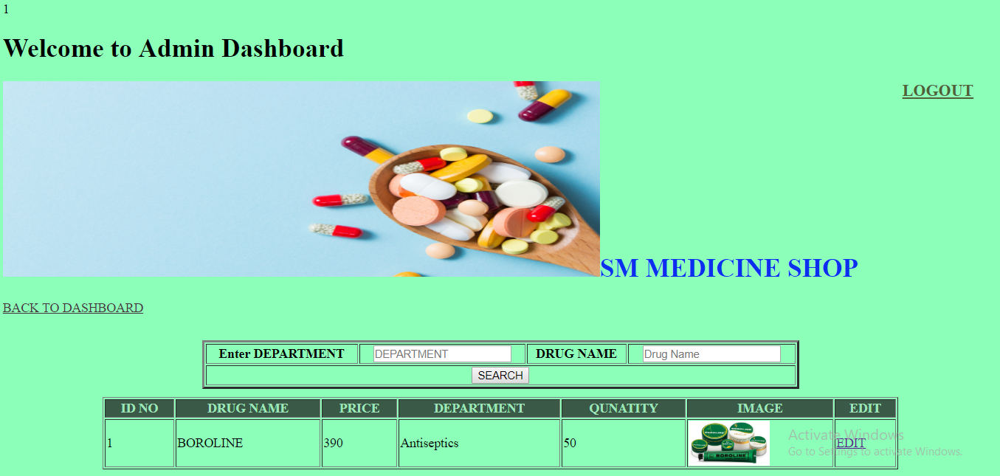 1
Welcome to Admin Dashboard
LOGOUT
SM MEDICINE SHOP
BACK TO DASHBOARD
Enter DEPARTMENT DEPARTMENT DRUG NAME Drug Name
SEARCH
ID NO DRUG NAME PRICE DEPARTMENT QUNATITY IMAGE EDIT
1 BOROLINE 390 Antiseptics 50 BOROLINE EDIT
Activate Windows
Go to Settings to activate Windows.